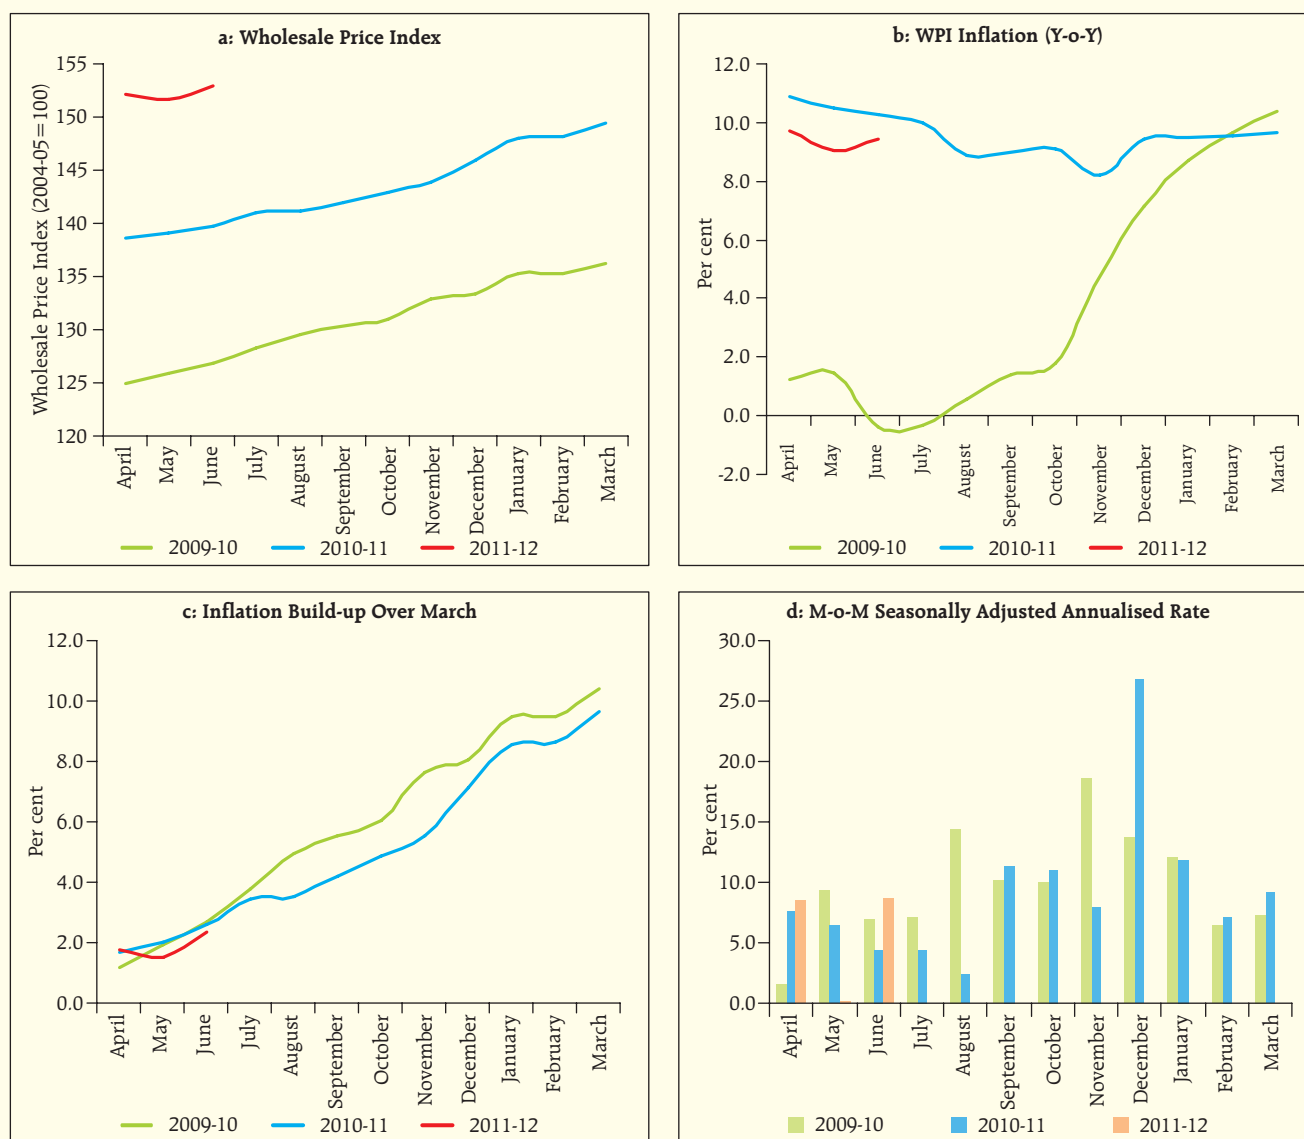 a: Wholesale Price Index
Wholesale Price Index (2004-05=100)
155
150
145
140
135
130
125
120
April
May
June
July
August
September
October
November
December
January
February
March
2009-10 2010-11 2011-12
b: WPI Inflation (Y-o-Y)
Per cent
12.0
10.0
8.0
6.0
4.0
2.0
0.0
-2.0
April
May
June
July
August
September
October
November
December
January
February
March
2009-10 2010-11 2011-12
c: Inflation Build-up Over March
Per cent
12.0
10.0
8.0
6.0
4.0
2.0
0.0
April
May
June
July
August
September
October
November
December
January
February
March
2009-10 2010-11 2011-12
d: M-o-M Seasonally Adjusted Annualised Rate
Per cent
30.0
25.0
20.0
15.0
10.0
5.0
0.0
April
May
June
July
August
September
October
November
December
January
February
March
2009-10 2010-11 2011-12